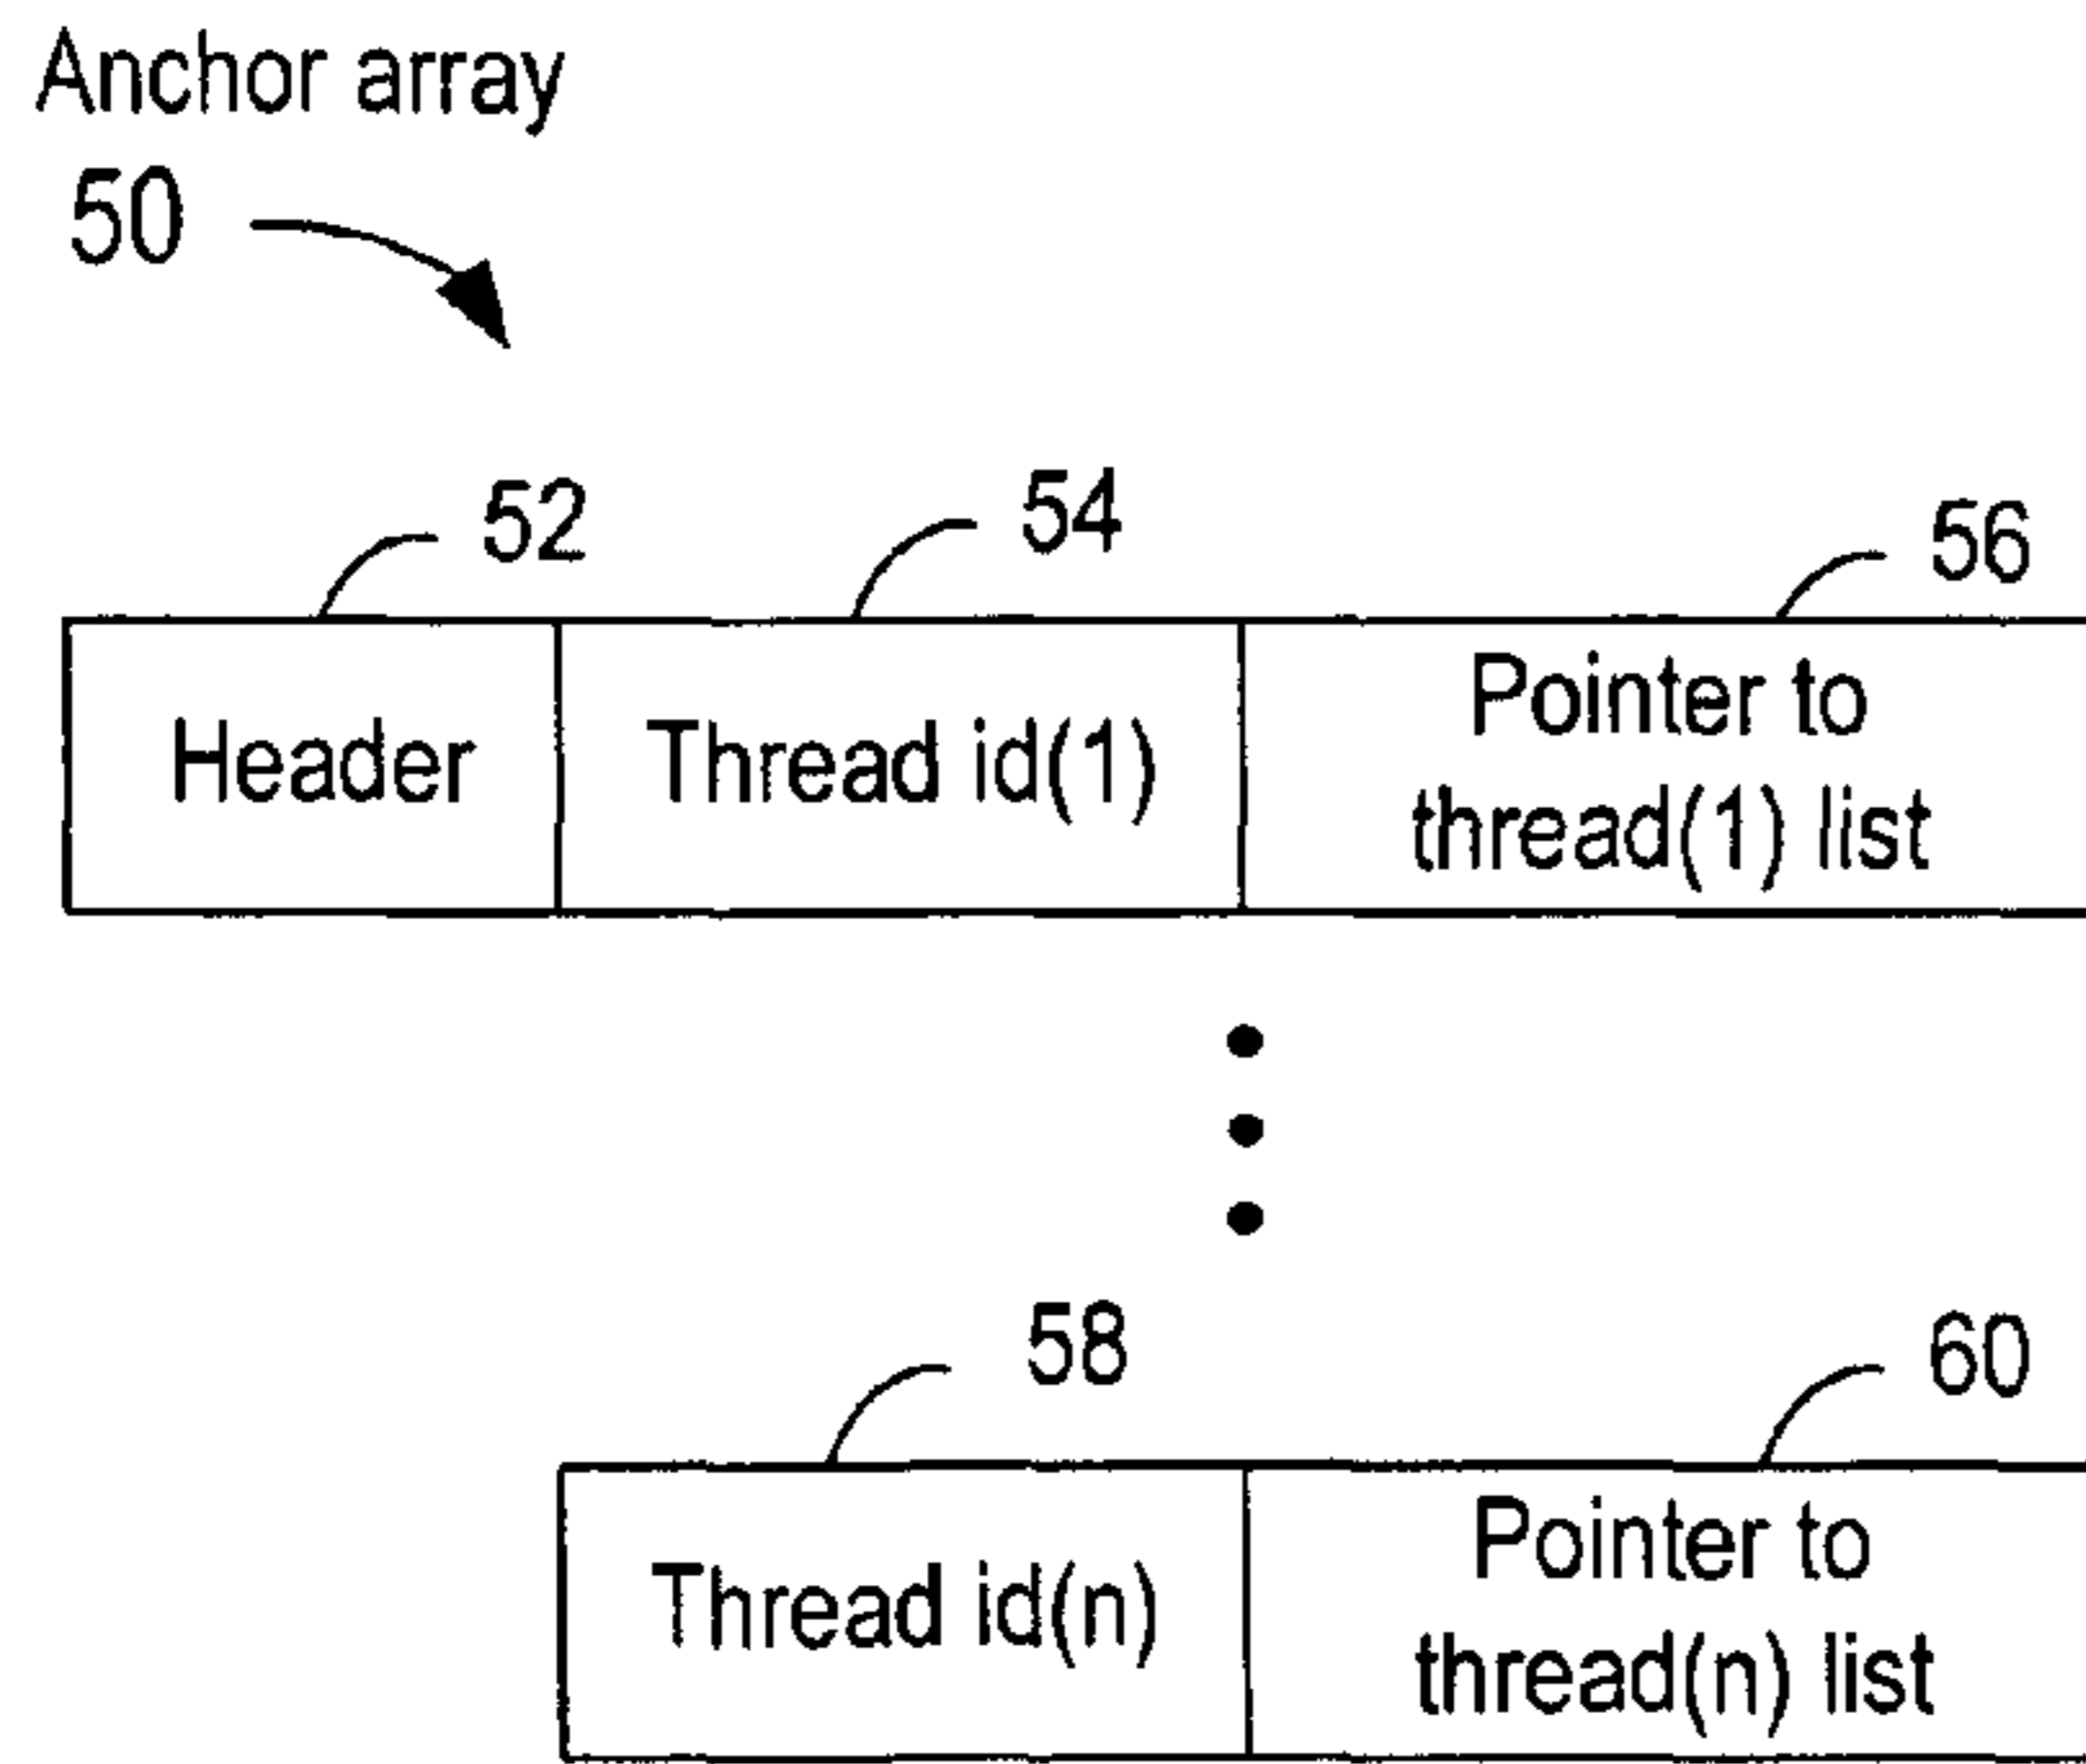 Anchor array
50
52
54
56
Header
Thread id(1)
Pointer to
thread(1) list
58
60
Thread id(n)
Pointer to
thread(n) list